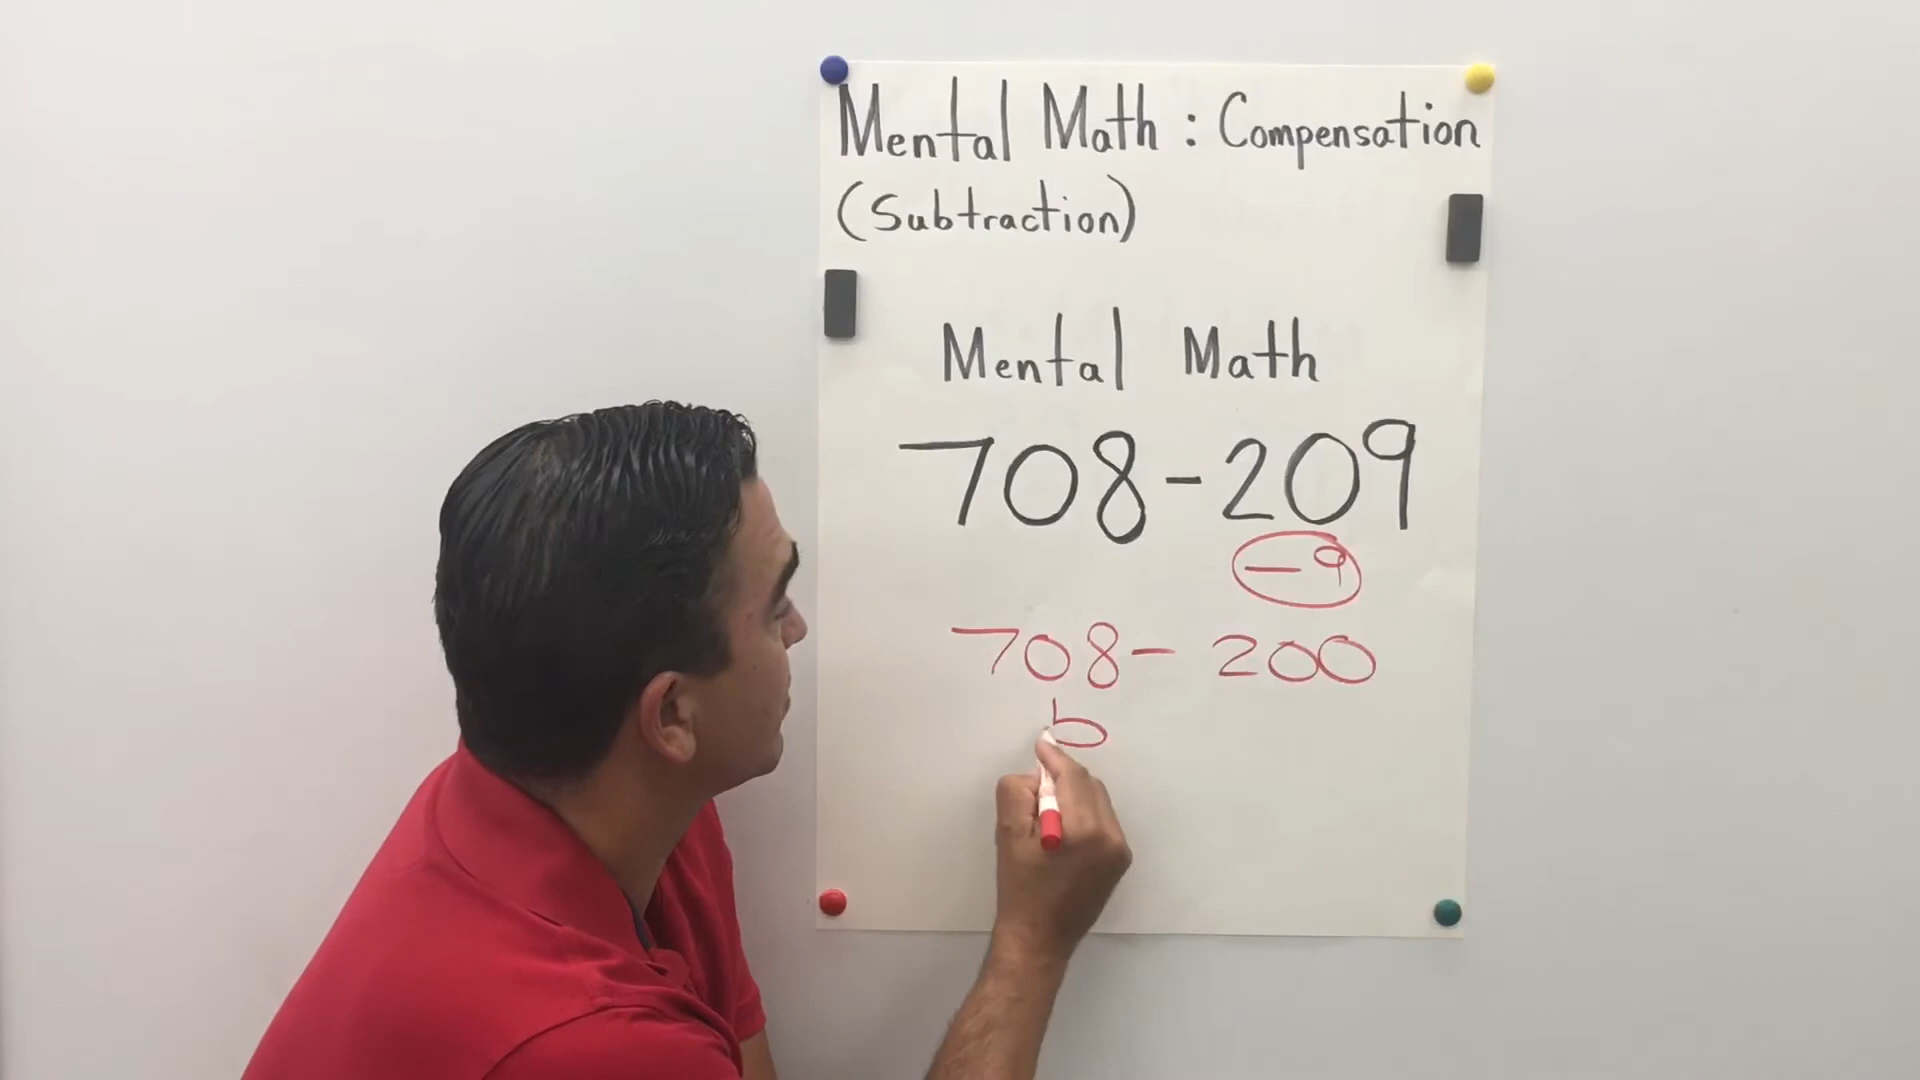 Mental Math : Compensation
(Subtraction)
Mental Math
708-209
-9
708- 200